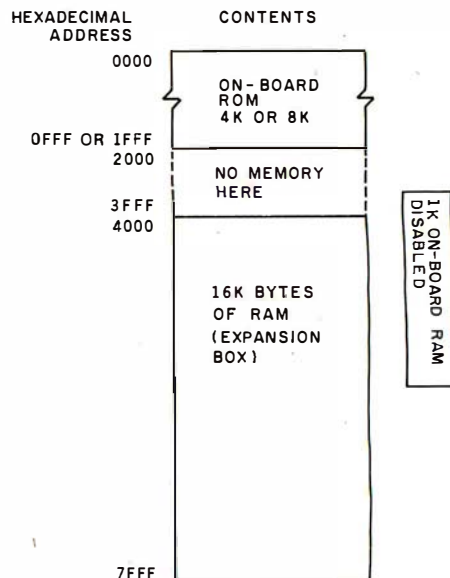 HEXADECIMAL
ADDRESS
CONTENTS
0000
ON-BOARD
ROM
4K OR 8K
0FFF OR 1FFF
2000
NO MEMORY
HERE
3FFF
4000
16K BYTES
OF RAM
(EXPANSION
BOX)
1K ON-BOARD RAM
DISABLED
7FFF